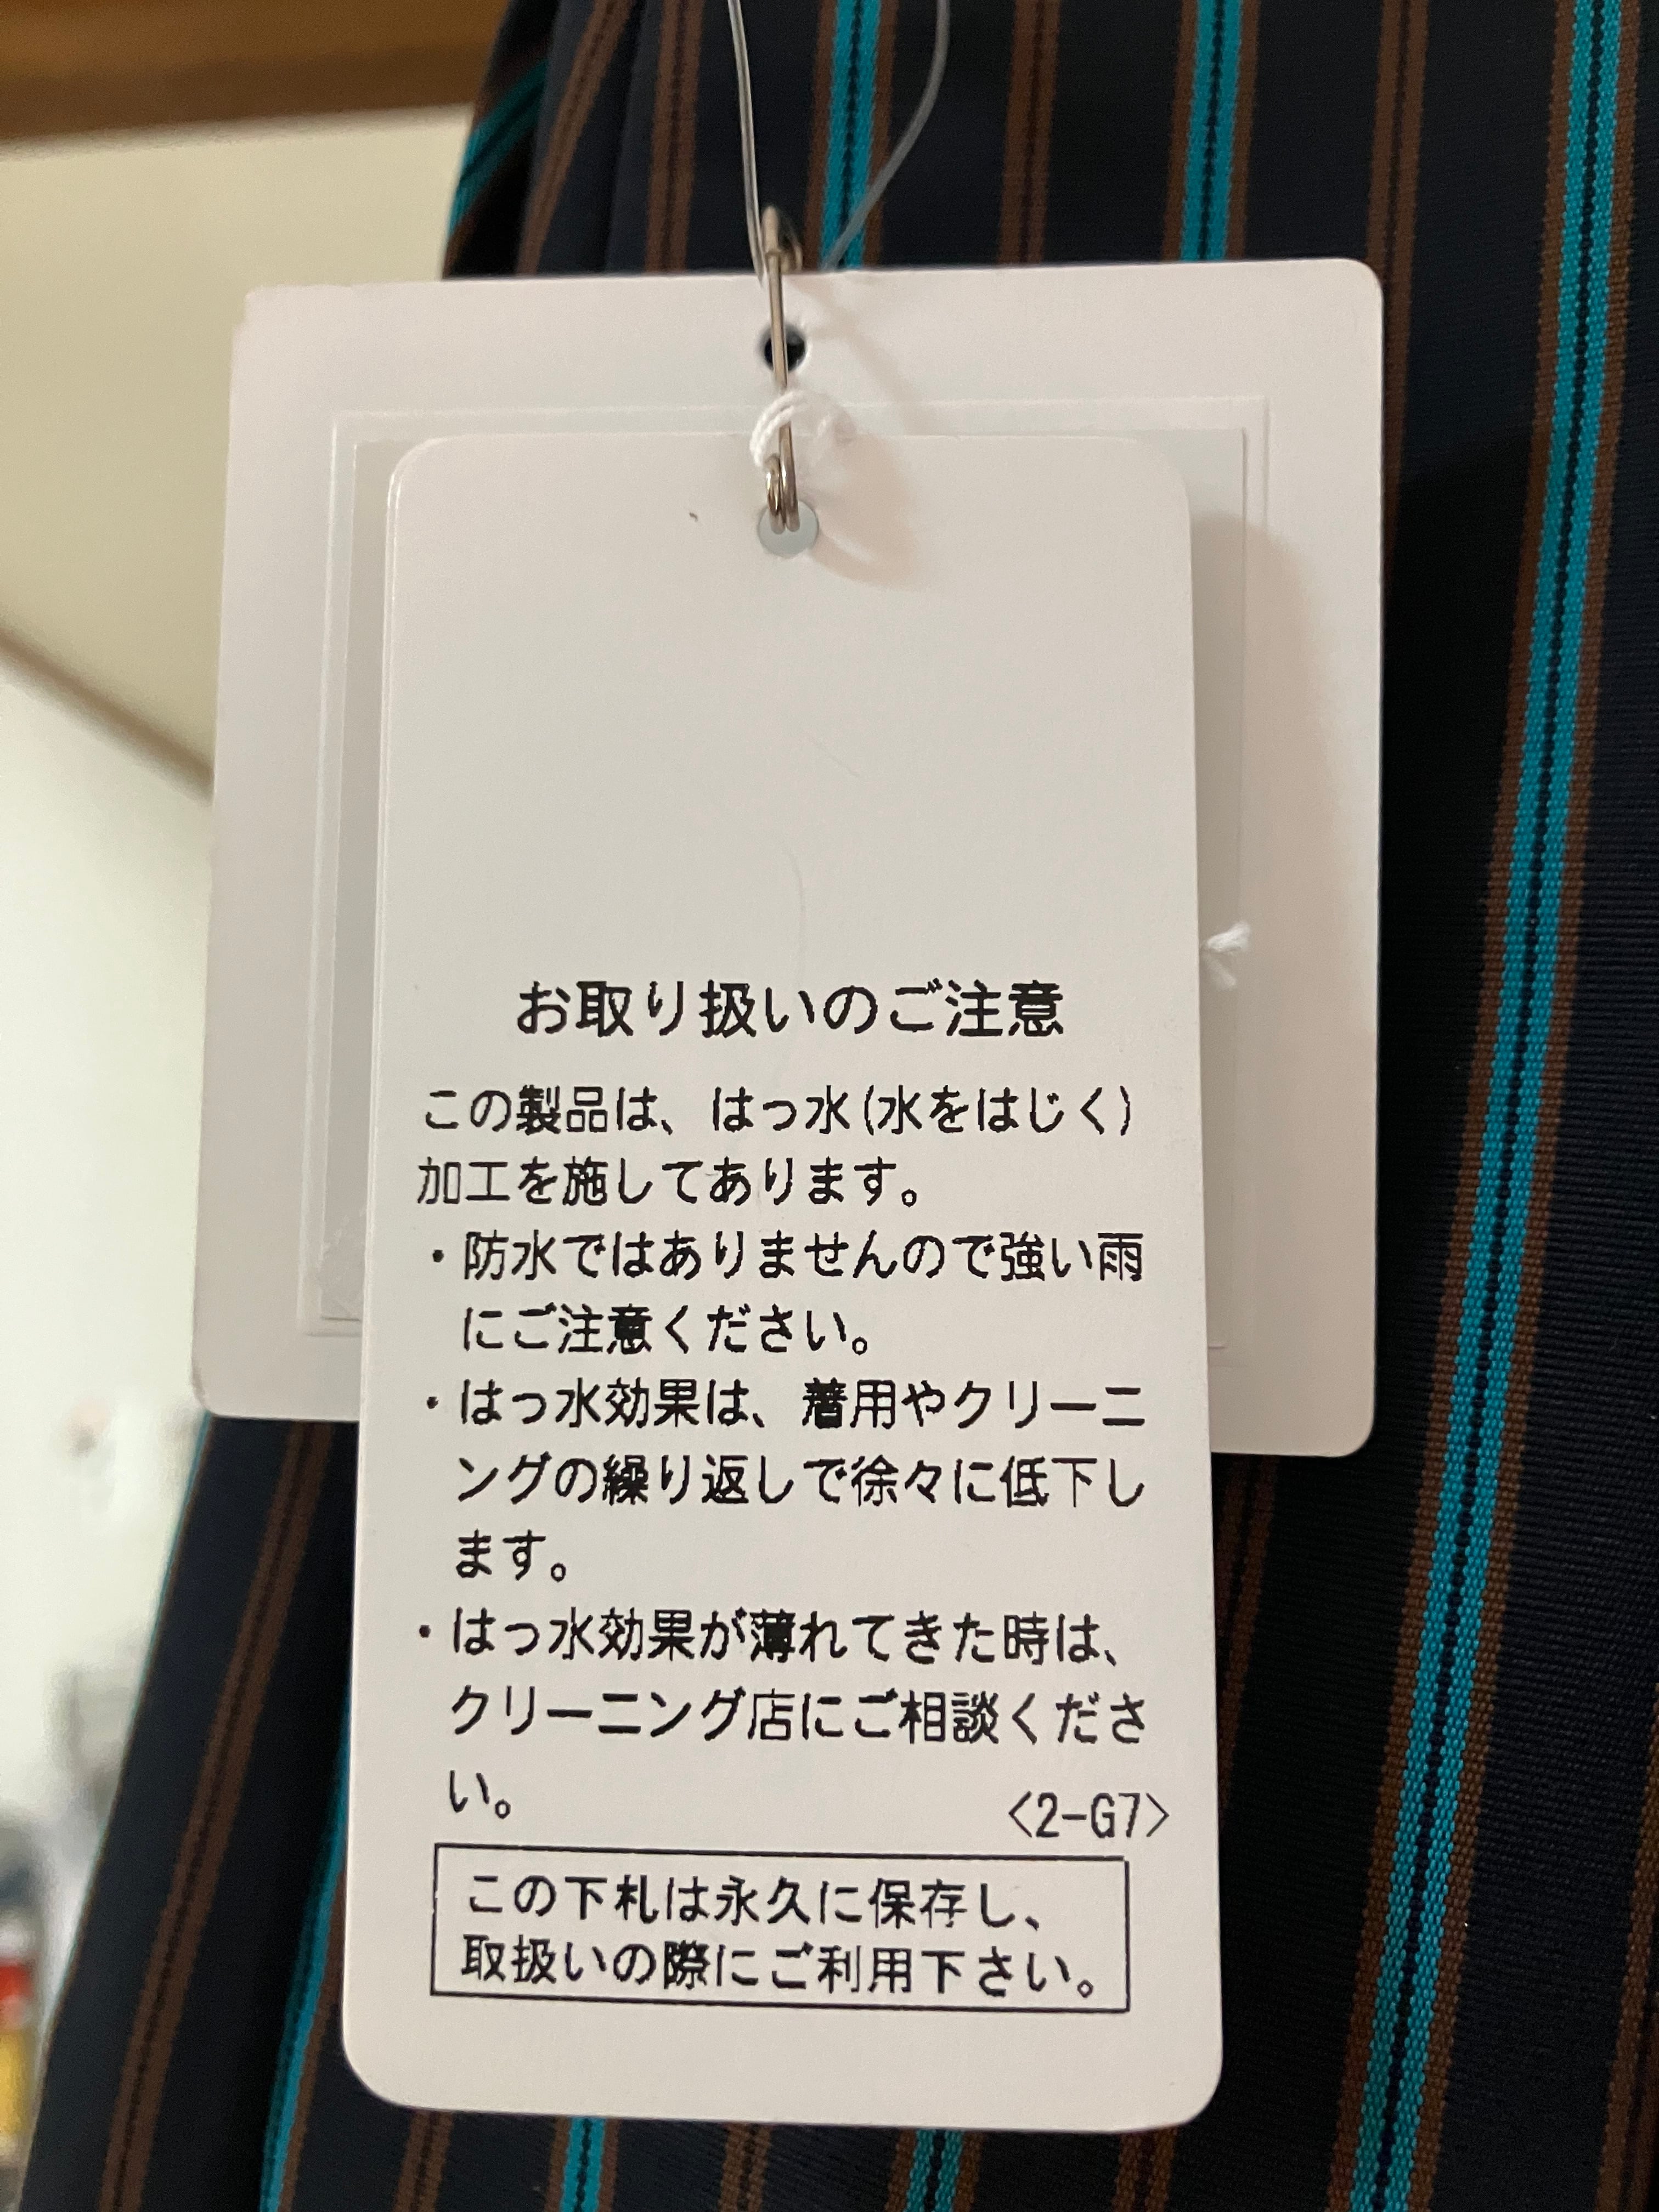 お取り扱いのご注意
この製品は、はっ水(水をはじく)
加工を施してあります。
・防水ではありませんので強い雨
にご注意ください。
・はっ水効果は、着用やクリーニ
ングの繰り返しで徐々に低下し
ます。
・はっ水効果が薄れてきた時は、
クリーニング店にご相談くださ
い。
<2-G7>
この下札は永久に保存し、
取扱いの際にご利用下さい。